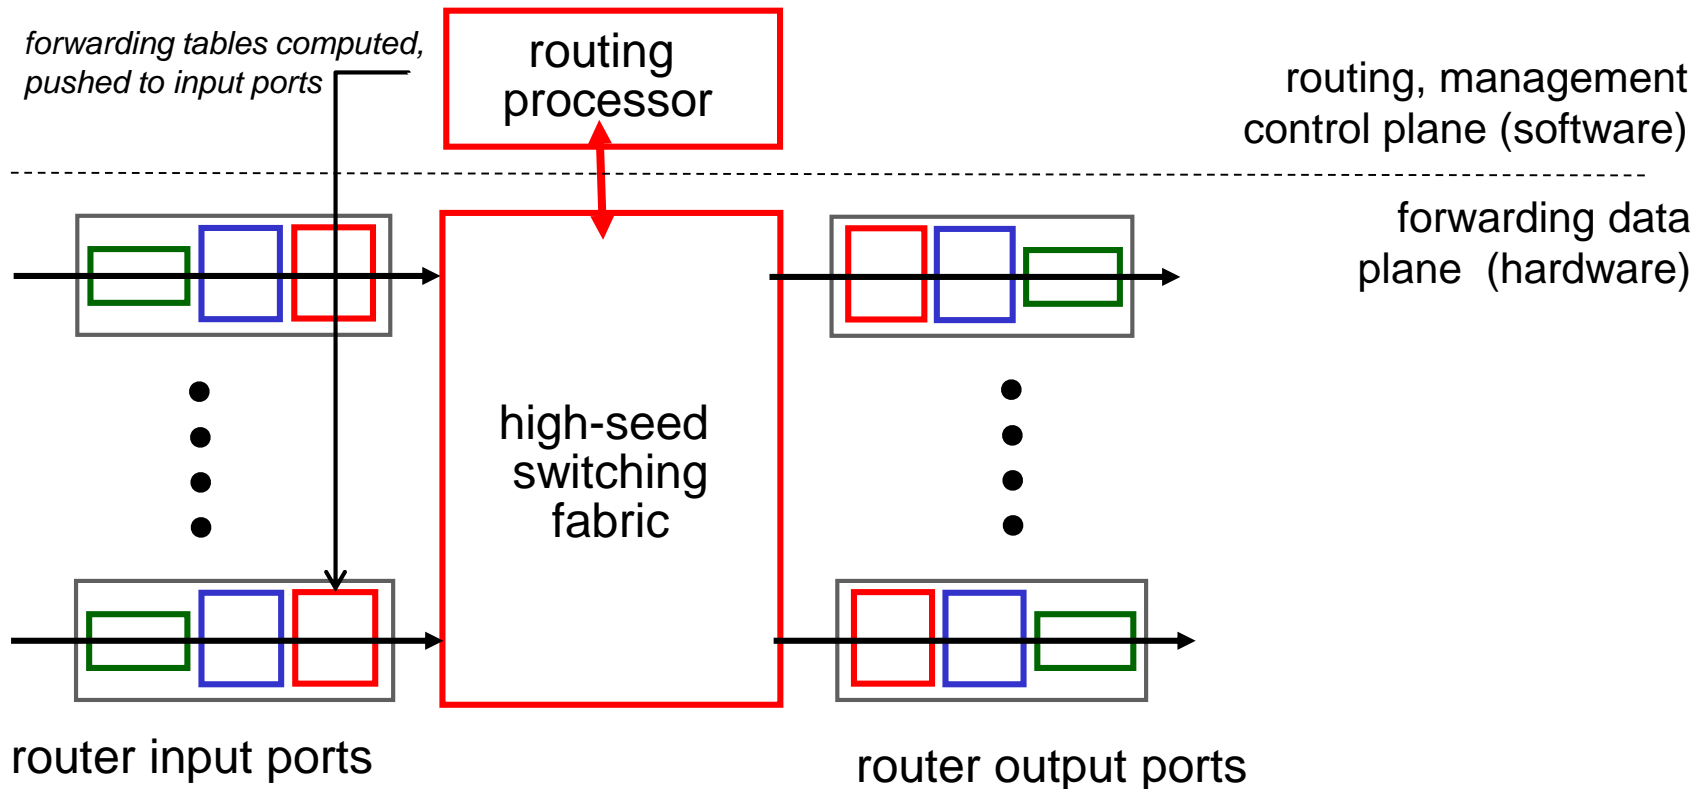 forwarding tables computed,
pushed to input ports
routing
processor
routing, management
control plane (software)
forwarding data
plane (hardware)
high-seed
switching
fabric
router input ports
router output ports